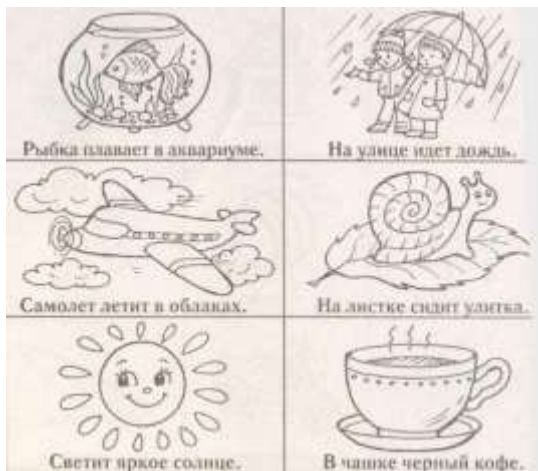 Рыбка плавает в аквариуме.
На улице идет дождь.
Самолет летит в облаках.
На листке сидит улитка.
Светит яркое солнце.
В чашке черный кофе.